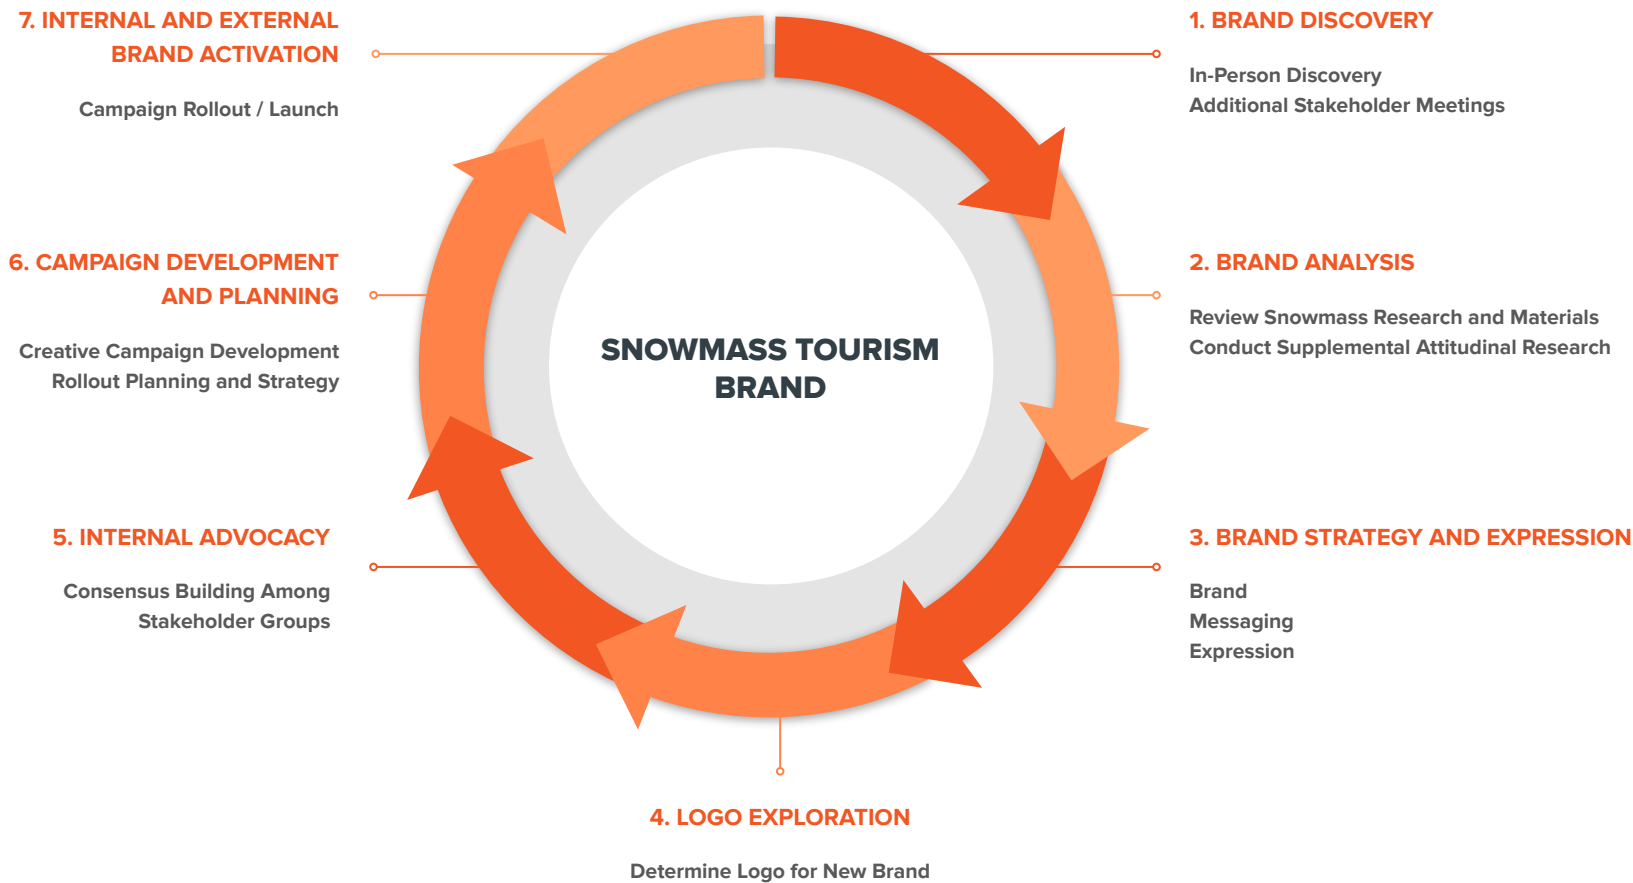 7. INTERNAL AND EXTERNAL
BRAND ACTIVATION
Campaign Rollout / Launch
1. BRAND DISCOVERY
In-Person Discovery
Additional Stakeholder Meetings
6. CAMPAIGN DEVELOPMENT
AND PLANNING
Creative Campaign Development
Rollout Planning and Strategy
SNOWMASS TOURISM
BRAND
2. BRAND ANALYSIS
Review Snowmass Research and Materials
Conduct Supplemental Attitudinal Research
5. INTERNAL ADVOCACY
Consensus Building Among
Stakeholder Groups
3. BRAND STRATEGY AND EXPRESSION
Brand
Messaging
Expression
4. LOGO EXPLORATION
Determine Logo for New Brand